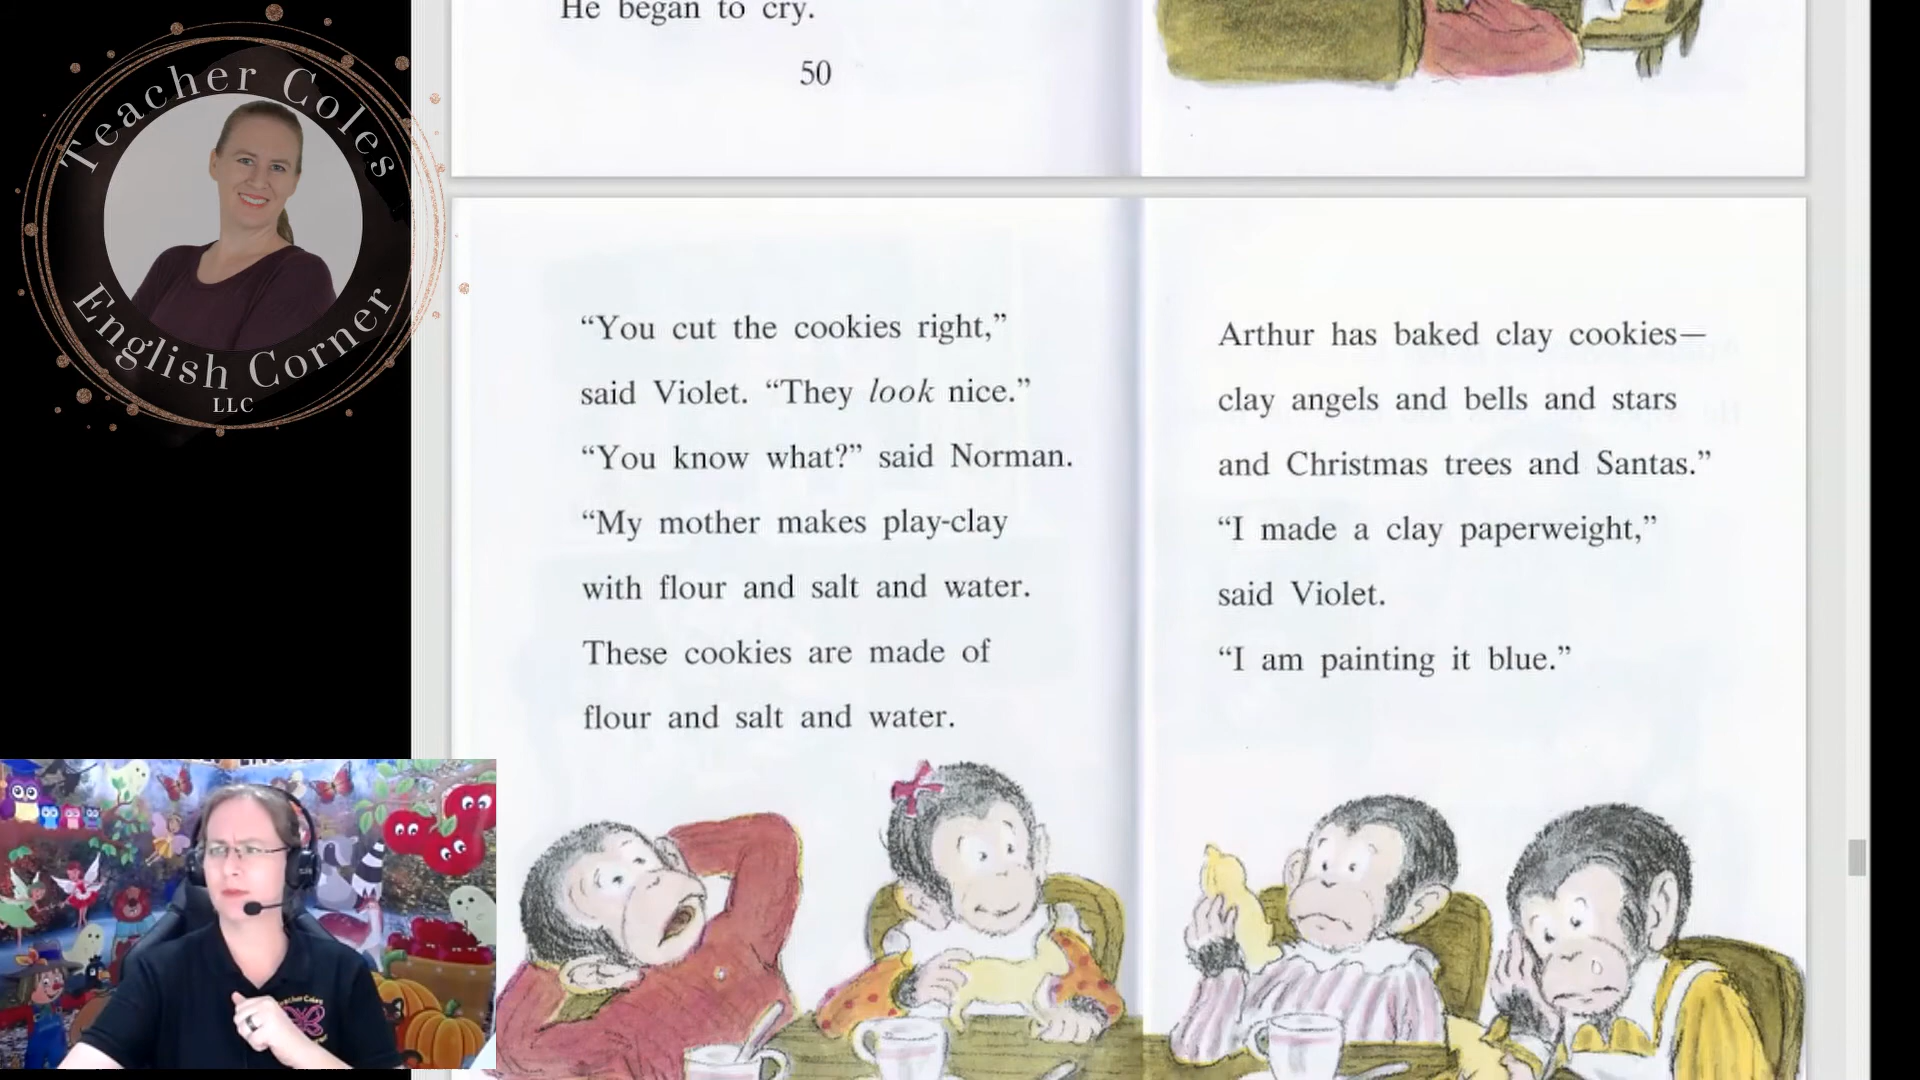 Teacher Coles
English Corner
LLC
He began to cry.
50
“You cut the cookies right,”
said Violet. “They look nice.”
“You know what?” said Norman.
“My mother makes play-clay
with flour and salt and water.
These cookies are made of
flour and salt and water.
Arthur has baked clay cookies—
clay angels and bells and stars
and Christmas trees and Santas.”
“I made a clay paperweight,”
said Violet.
“I am painting it blue.”